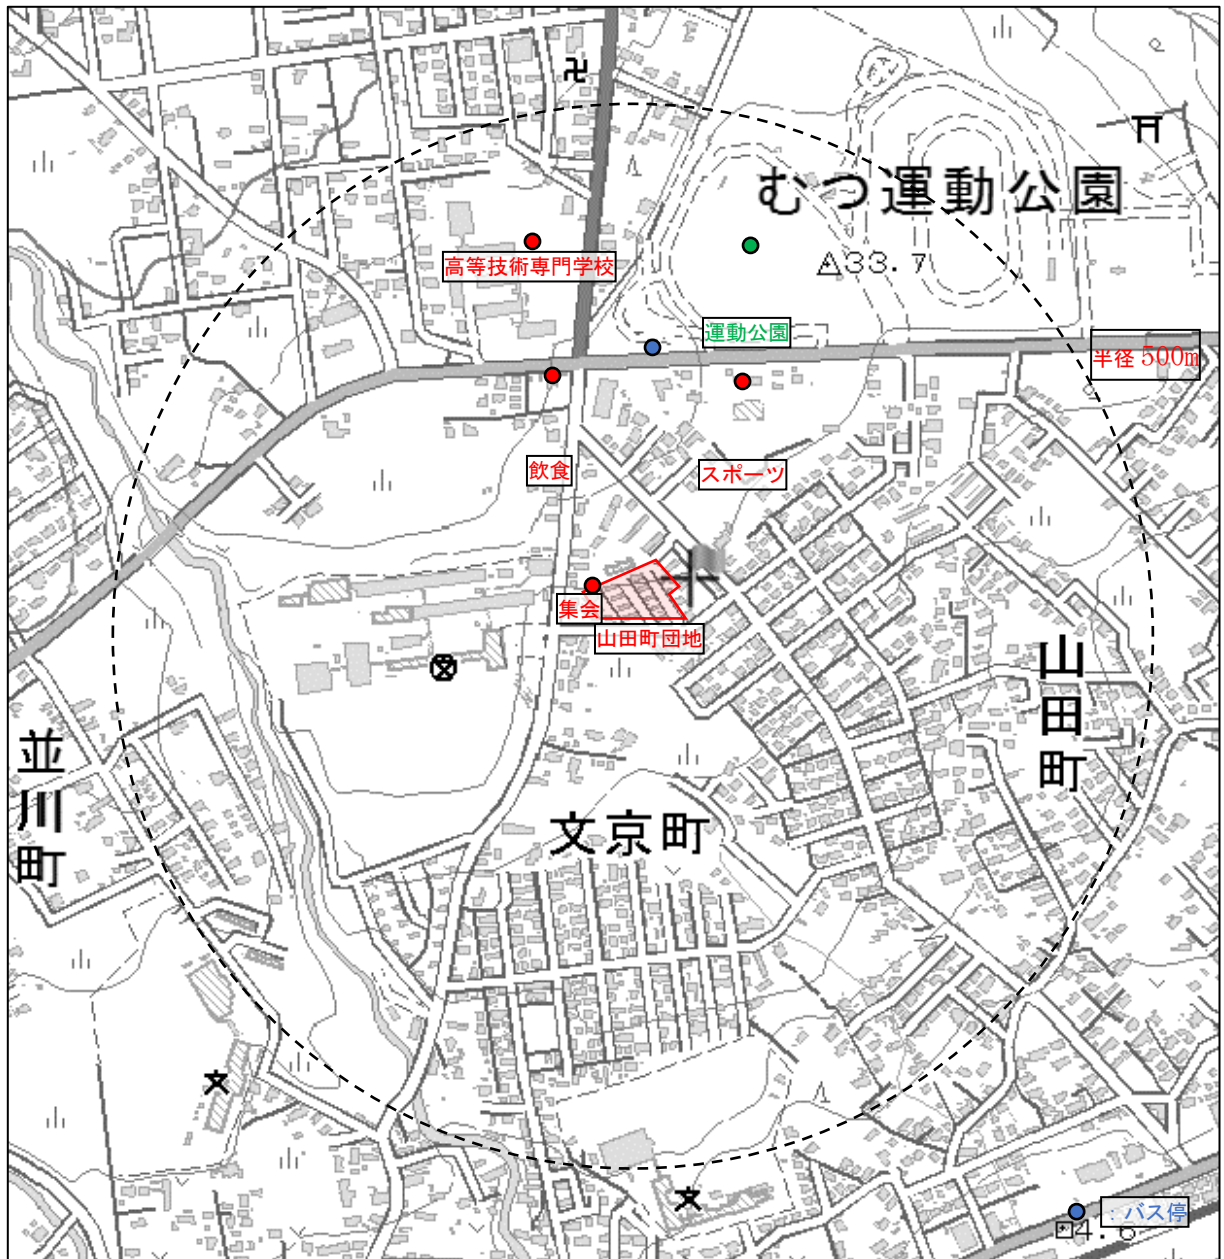 むつ運動公園
33.7
高等技術専門学校
運動公園
半径 500m
飲食
スポーツ
集会
山田町団地
山田町
並川町
文京町
: バス停
4.6